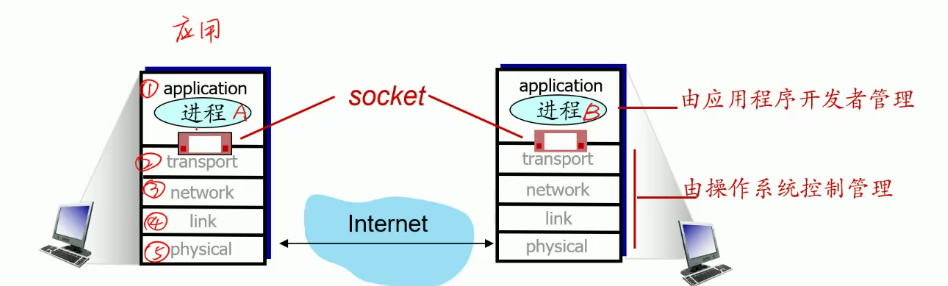 应用
① application
进程 A
② transport
③ network
④ link
⑤ physical
socket
Internet
application
进程 B
transport
network
link
physical
由应用程序开发者管理
由操作系统控制管理